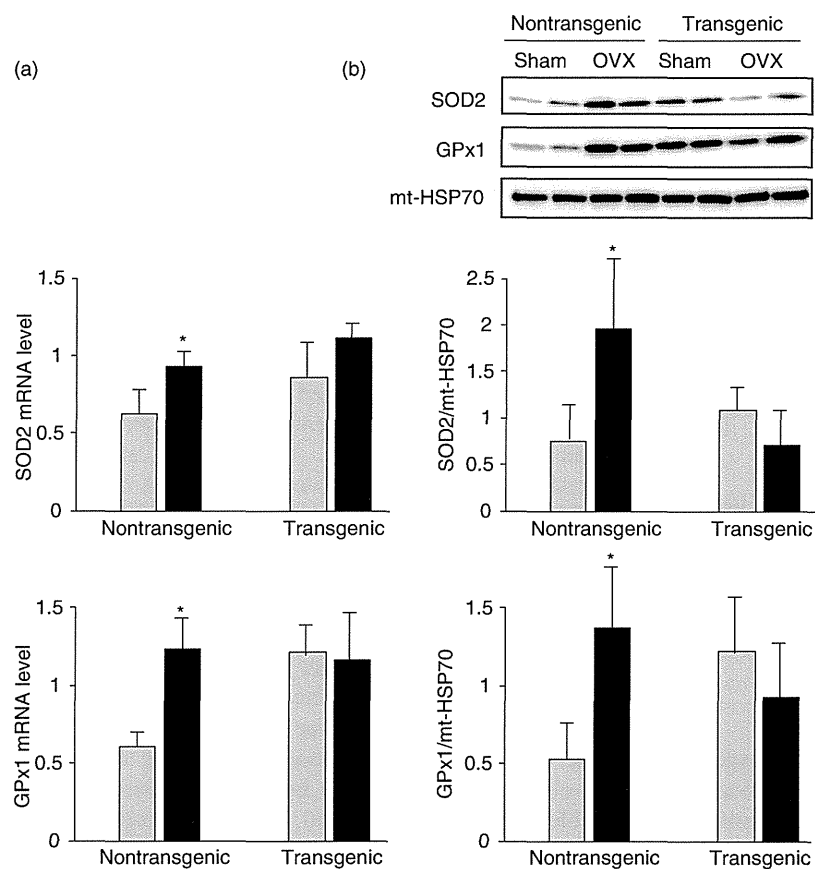 Nontransgenic Transgenic
(a) (b) Sham OVX Sham OVX
SOD2
GPx1
mt-HSP70
1.5
1
0.5
0
SOD2 mRNA level
*
Nontransgenic Transgenic
2.5
2
1.5
1
0.5
0
SOD2/mt-HSP70
*
Nontransgenic Transgenic
1.5
1
0.5
0
GPx1 mRNA level
*
Nontransgenic Transgenic
1.5
1
0.5
0
GPx1/mt-HSP70
*
Nontransgenic Transgenic